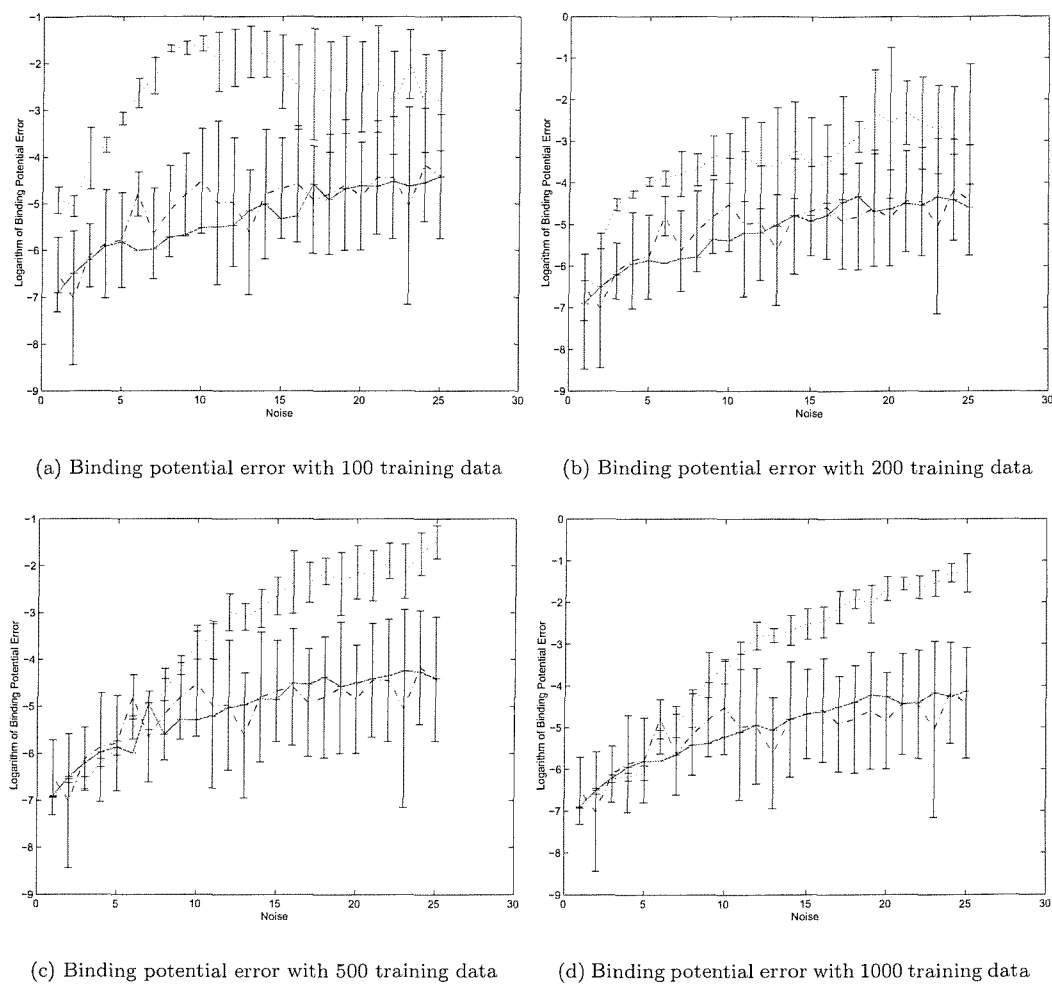 Logarithm of Binding Potential Error
-1
-2
-3
-4
-5
-6
-7
-8
-9
0 5 10 15 20 25 30
Noise
(a) Binding potential error with 100 training data
Logarithm of Binding Potential Error
0
-1
-2
-3
-4
-5
-6
-7
-8
-9
0 5 10 15 20 25 30
Noise
(b) Binding potential error with 200 training data
Logarithm of Binding Potential Error
-1
-2
-3
-4
-5
-6
-7
-8
-9
0 5 10 15 20 25 30
Noise
(c) Binding potential error with 500 training data
Logarithm of Binding Potential Error
0
-1
-2
-3
-4
-5
-6
-7
-8
-9
0 5 10 15 20 25 30
Noise
(d) Binding potential error with 1000 training data